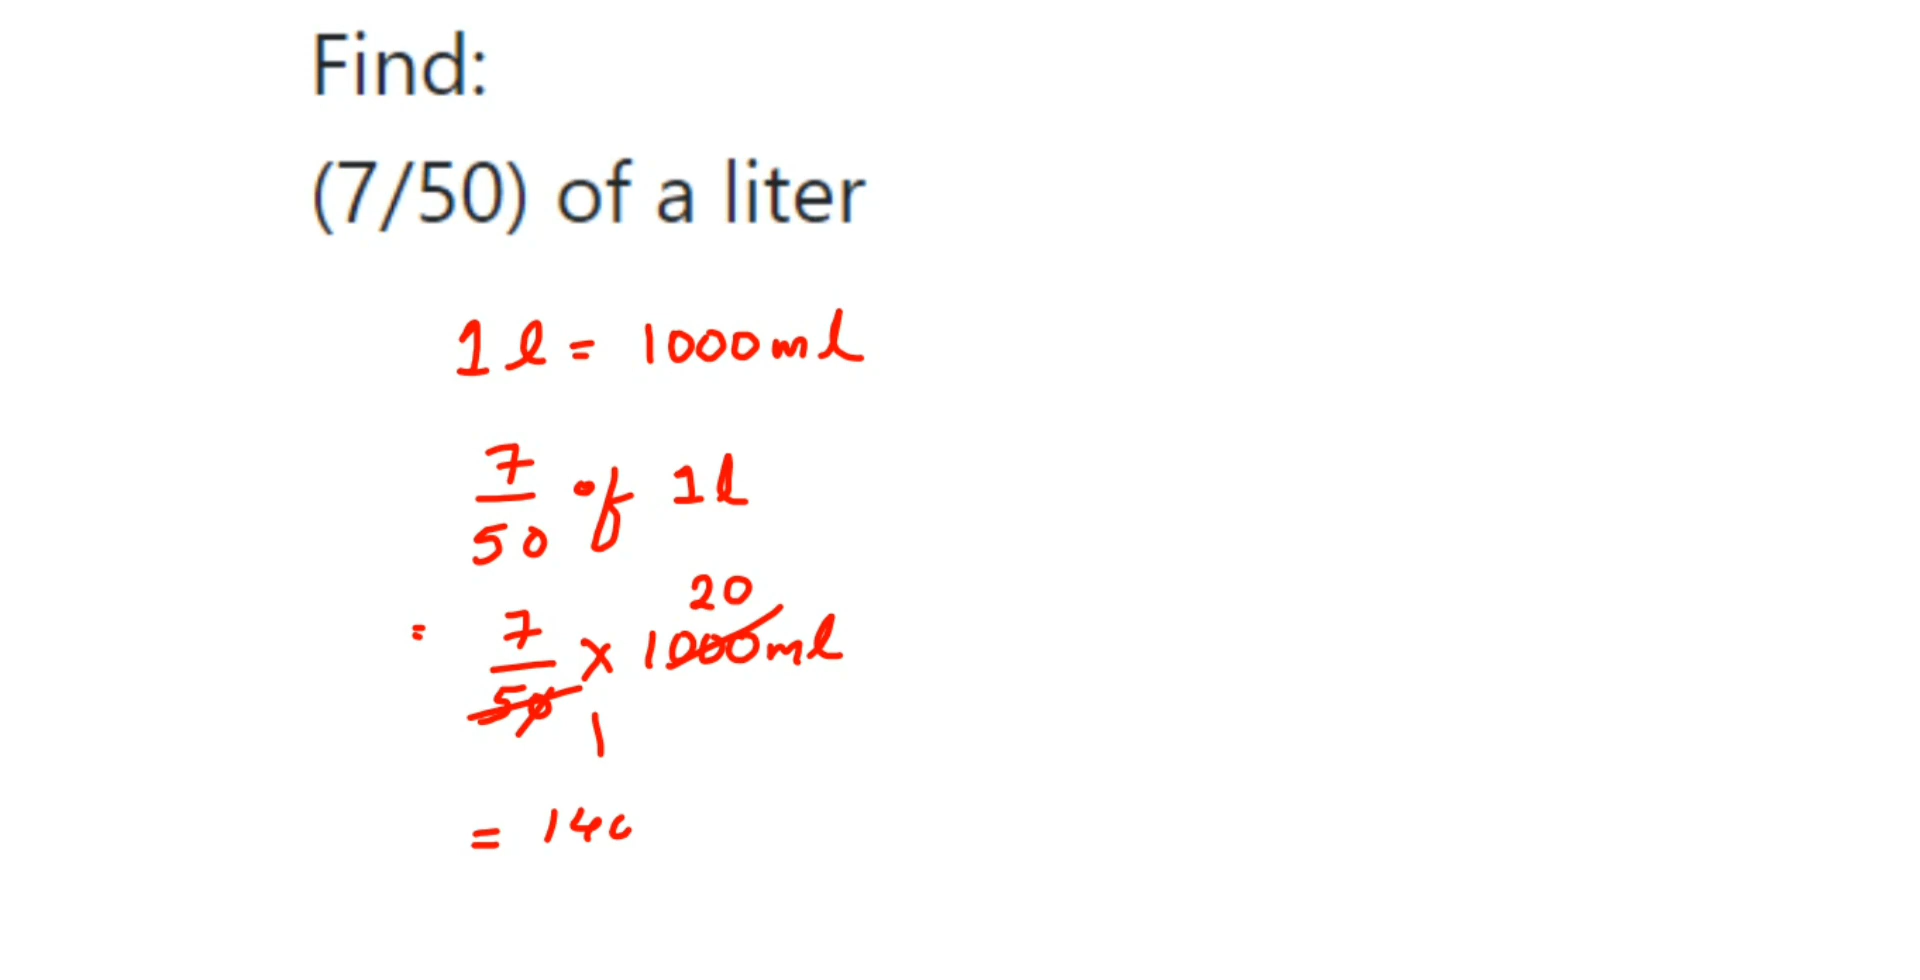 Find:
(7/50) of a liter
1 l = 1000 ml
7/50 of 1 l
20
= 7/50 x 1000 ml
1
= 140